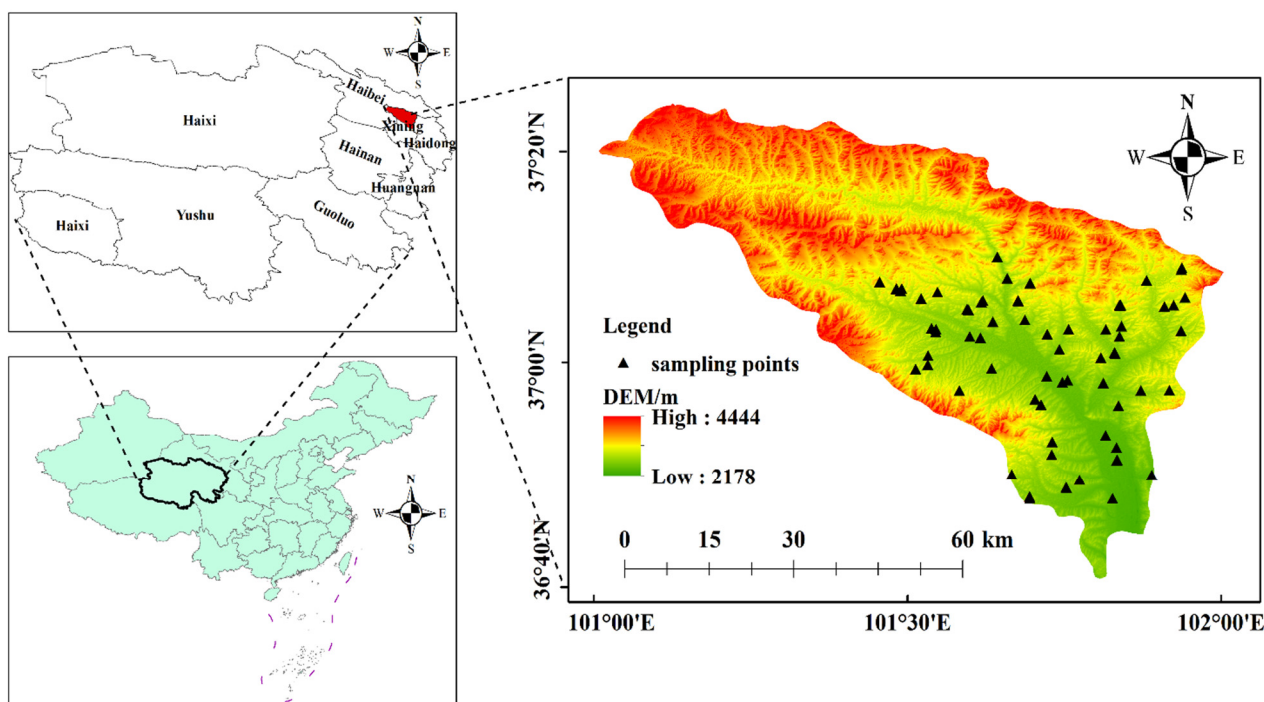 N
W E
S
Haibei
Haixi
Xining
Haidong
Hainan
Huangnan
Haixi
Yushu
Guoluo
N
W E
S
N
W E
S
37°20'N
37°00'N
36°40'N
Legend
sampling points
DEM/m
High : 4444
Low : 2178
0 15 30 60 km
101°00'E 101°30'E 102°00'E